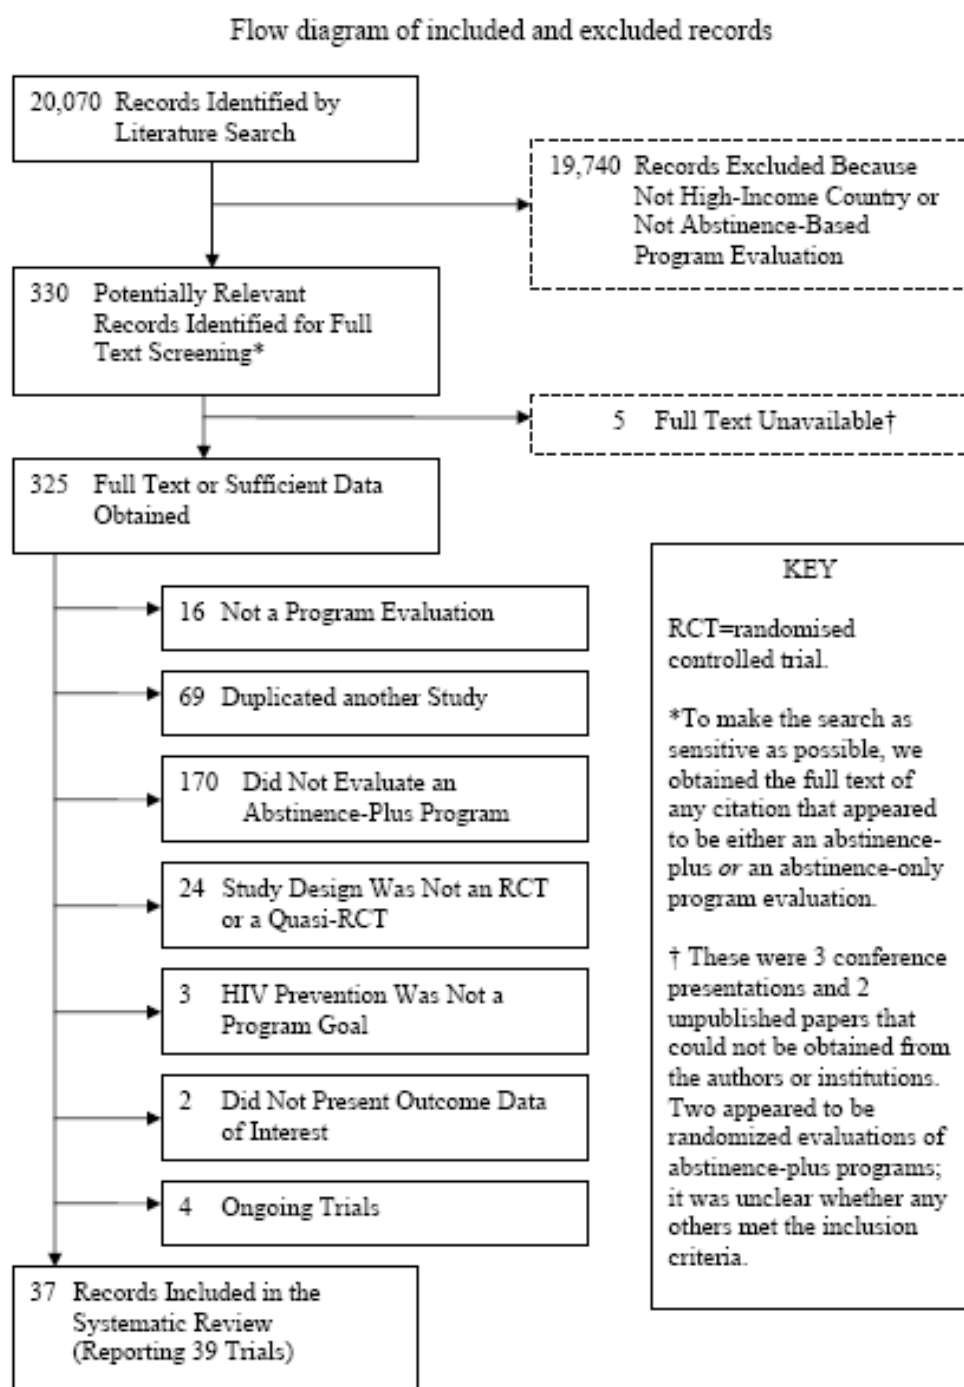 Flow diagram of included and excluded records
20,070 Records Identified by
Literature Search
19,740 Records Excluded Because
Not High-Income Country or
Not Abstinence-Based
Program Evaluation
330 Potentially Relevant
Records Identified for Full
Text Screening*
5 Full Text Unavailable†
325 Full Text or Sufficient Data
Obtained
16 Not a Program Evaluation
69 Duplicated another Study
170 Did Not Evaluate an
Abstinence-Plus Program
24 Study Design Was Not an RCT
or a Quasi-RCT
3 HIV Prevention Was Not a
Program Goal
2 Did Not Present Outcome Data
of Interest
4 Ongoing Trials
37 Records Included in the
Systematic Review
(Reporting 39 Trials)
KEY
RCT=randomised
controlled trial.
*To make the search as
sensitive as possible, we
obtained the full text of
any citation that appeared
to be either an abstinence-
plus or an abstinence-only
program evaluation.
† These were 3 conference
presentations and 2
unpublished papers that
could not be obtained from
the authors or institutions.
Two appeared to be
randomized evaluations of
abstinence-plus programs;
it was unclear whether any
others met the inclusion
criteria.